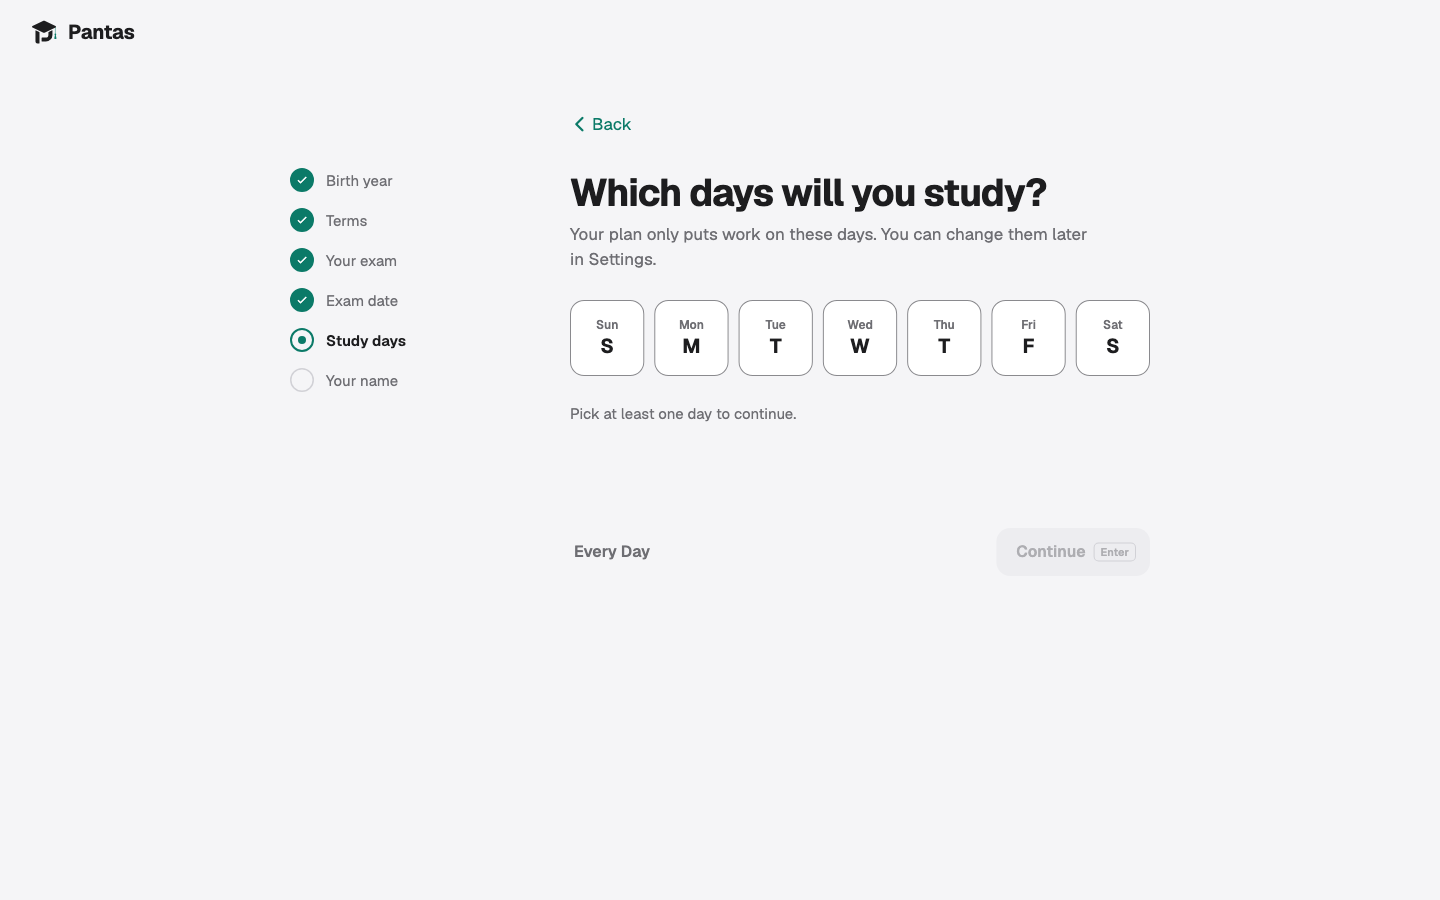 Pantas
Back
Birth year
Terms
Your exam
Exam date
Study days
Your name
Which days will you study?
Your plan only puts work on these days. You can change them later
in Settings.
Sun Mon Tue Wed Thu Fri Sat
S M T W T F S
Pick at least one day to continue.
Every Day
Continue Enter